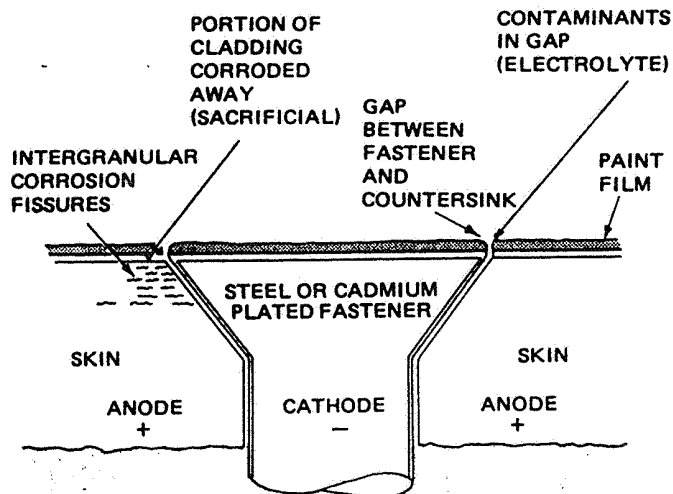 PORTION OF
CLADDING
CORRODED
AWAY
(SACRIFICIAL)
CONTAMINANTS
IN GAP
(ELECTROLYTE)
GAP
BETWEEN
FASTENER
AND
COUNTERSINK
INTERGRANULAR
CORROSION
FISSURES
PAINT
FILM
STEEL OR CADMIUM
PLATED FASTENER
SKIN
SKIN
ANODE
+
CATHODE
−
ANODE
+